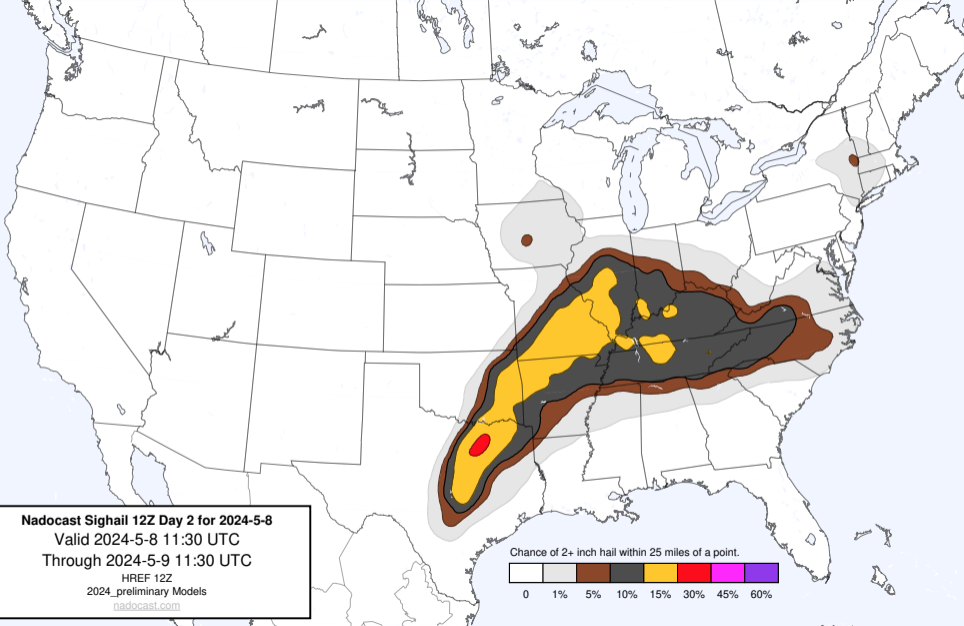 Nadocast Sighail 12Z Day 2 for 2024-5-8
Valid 2024-5-8 11:30 UTC
Through 2024-5-9 11:30 UTC
HREF 12Z
2024_preliminary Models
nadocast.com
Chance of 2+ inch hail within 25 miles of a point.
0 1% 5% 10% 15% 30% 45% 60%